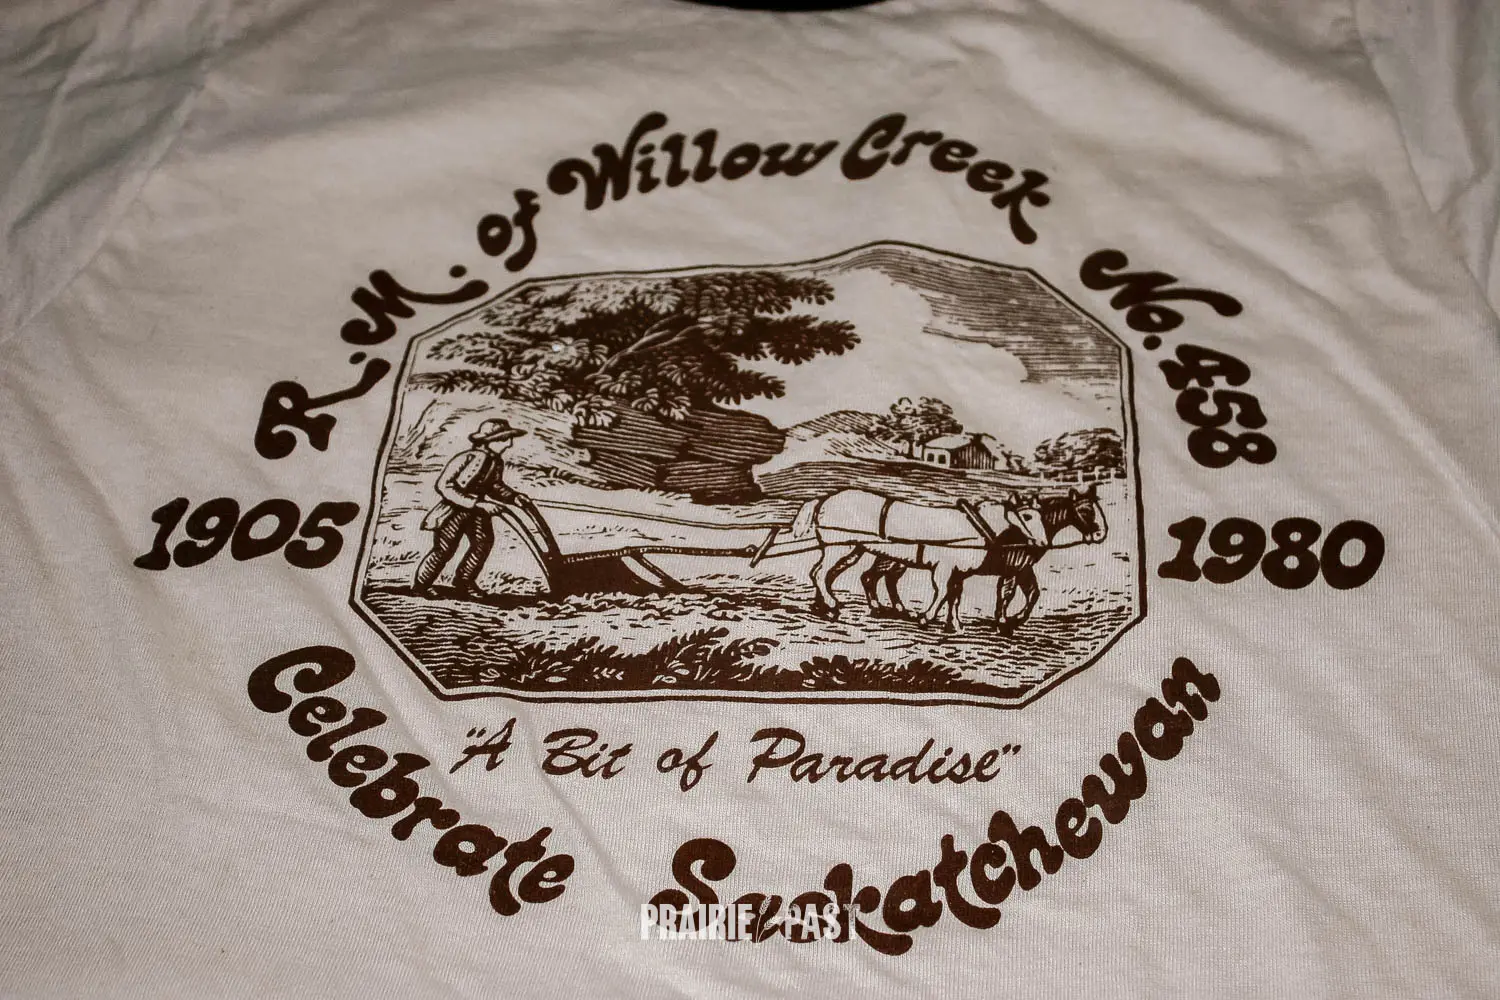 R.M. of Willow Creek No. 458
1905
1980
"A Bit of Paradise"
Celebrate Saskatchewan
PRAIRIE PAST